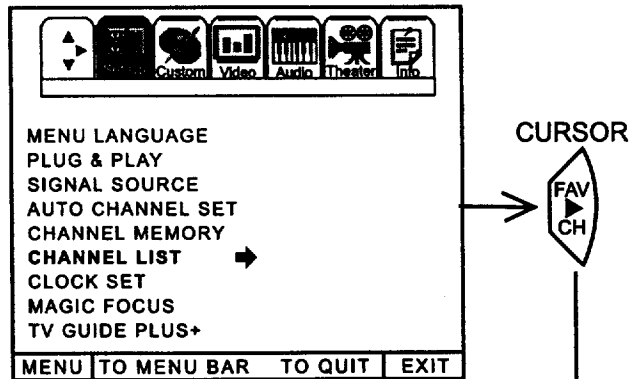 Custom Video Audio Theater Info
MENU LANGUAGE
PLUG & PLAY
SIGNAL SOURCE
AUTO CHANNEL SET
CHANNEL MEMORY
CHANNEL LIST
CLOCK SET
MAGIC FOCUS
TV GUIDE PLUS+
MENU TO MENU BAR TO QUIT EXIT
CURSOR
FAV
CH